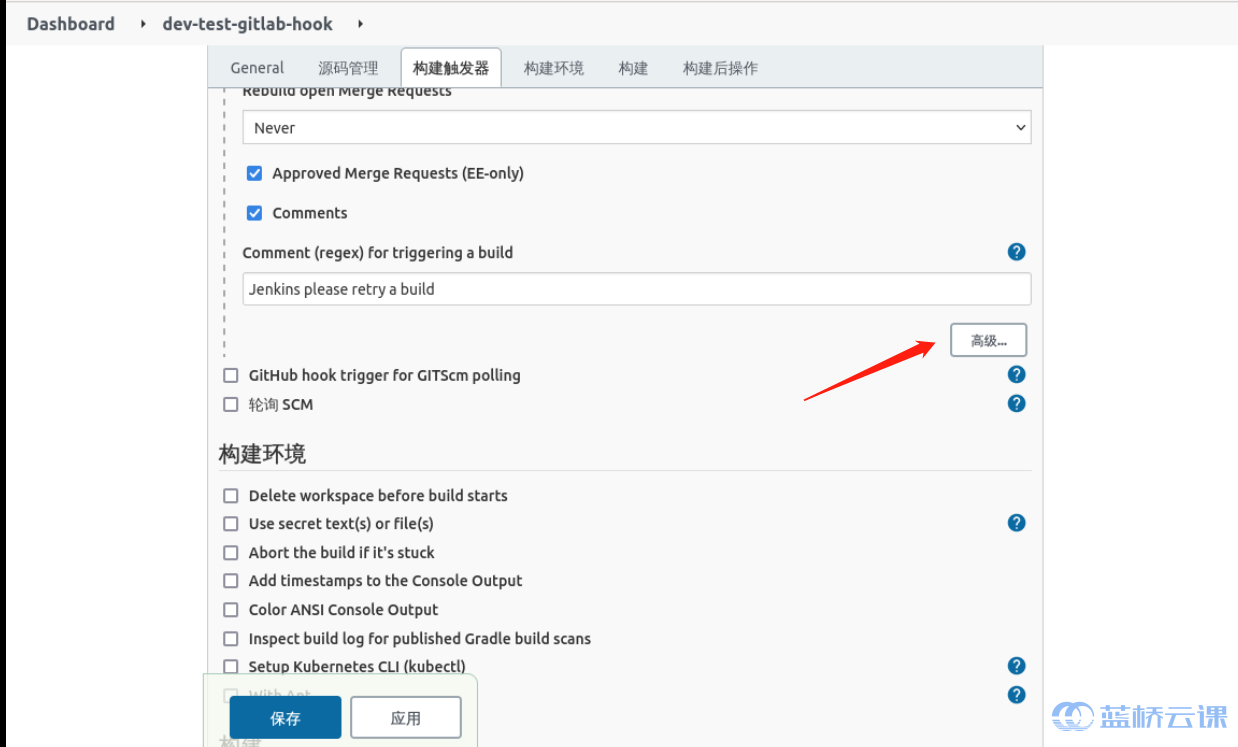 Dashboard dev-test-gitlab-hook
General 源码管理 构建触发器 构建环境 构建 构建后操作
Rebuild open Merge Requests
Never
Approved Merge Requests (EE-only)
Comments
Comment (regex) for triggering a build
Jenkins please retry a build
高级...
GitHub hook trigger for GITScm polling
轮询 SCM
构建环境
Delete workspace before build starts
Use secret text(s) or file(s)
Abort the build if it's stuck
Add timestamps to the Console Output
Color ANSI Console Output
Inspect build log for published Gradle build scans
Setup Kubernetes CLI (kubectl)
With Ant
保存 应用
蓝桥云课
构建